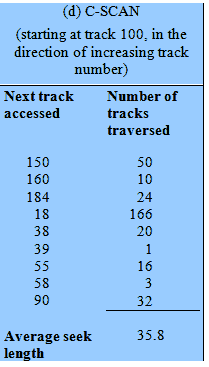 (d) C-SCAN
(starting at track 100, in the
direction of increasing track
number)
Next track accessed Number of tracks traversed
150 50
160 10
184 24
18 166
38 20
39 1
55 16
58 3
90 32
Average seek length 35.8